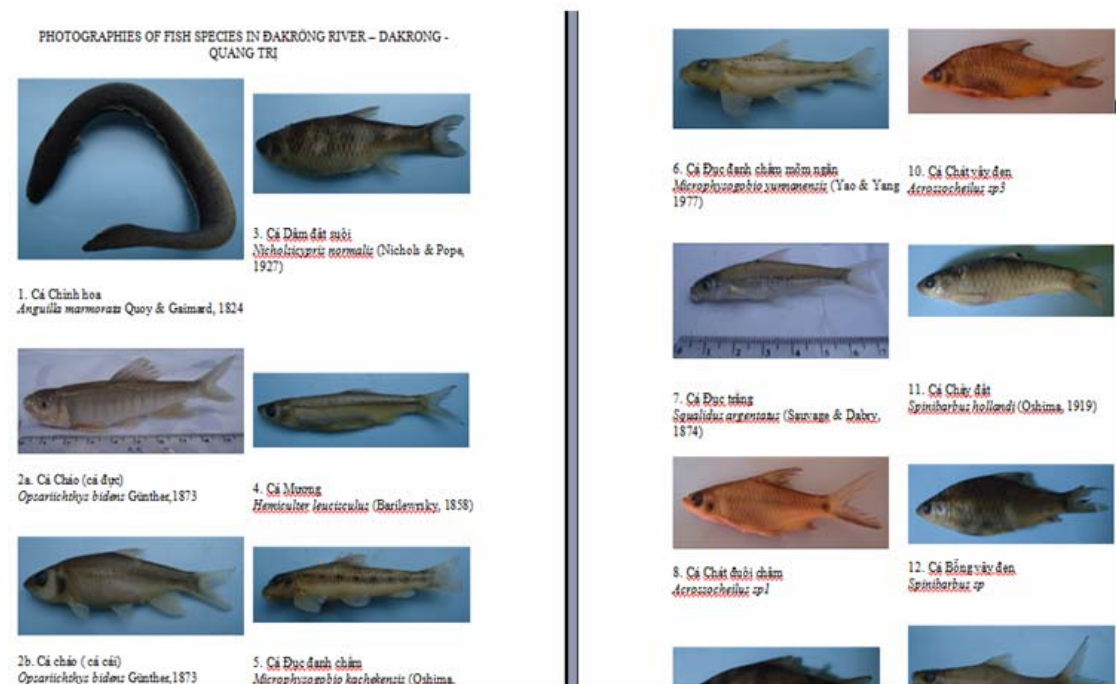 PHOTOGRAPHIES OF FISH SPECIES IN ĐAKRÔNG RIVER – DAKRONG -
QUANG TRỊ
1. Cá Chình hoa
Anguilla marmorata Quoy & Gaimard, 1824
3. Cá Dầm đất suối
Nicholsicypris normalis (Nichols & Pope,
1927)
2a. Cá Cháo (cá đực)
Opsariichthys bidens Günther,1873
4. Cá Mương
Hemiculter leucisculus (Basilewsky, 1858)
2b. Cá cháo ( cá cái)
Opsariichthys bidens Günther,1873
5. Cá Đục đanh chấm
Microphysogobio kachekensis (Oshima,
6. Cá Đục đanh chấm mõm ngắn
Microphysogobio yunnanensis (Yao & Yang
1977)
10. Cá Chát vây đen
Acrossocheilus sp3
7. Cá Đục trắng
Squalidus argentatus (Sauvage & Dabry,
1874)
11. Cá Chày đất
Spinibarbus hollandi (Oshima, 1919)
8. Cá Chát đuôi chấm
Acrossocheilus sp1
12. Cá Bỗng vây đen
Spinibarbus sp